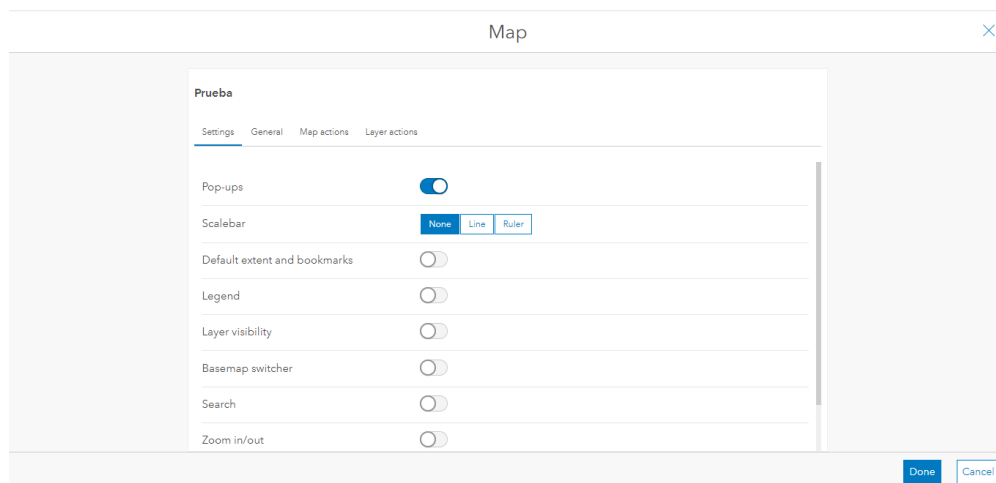 Map
Prueba
Settings General Map actions Layer actions
Pop-ups
Scalebar None Line Ruler
Default extent and bookmarks
Legend
Layer visibility
Basemap switcher
Search
Zoom in/out
Done Cancel